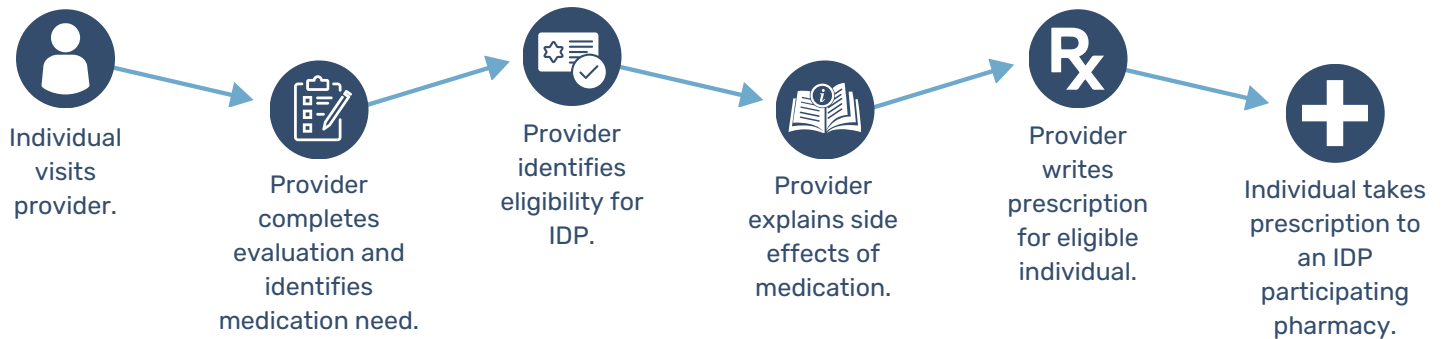 Individual
visits
provider.
Provider
completes
evaluation and
identifies
medication need.
Provider
identifies
eligibility for
IDP.
i
Provider
explains side
effects of
medication.
Rx
Provider
writes
prescription
for eligible
individual.
Individual takes
prescription to
an IDP
participating
pharmacy.